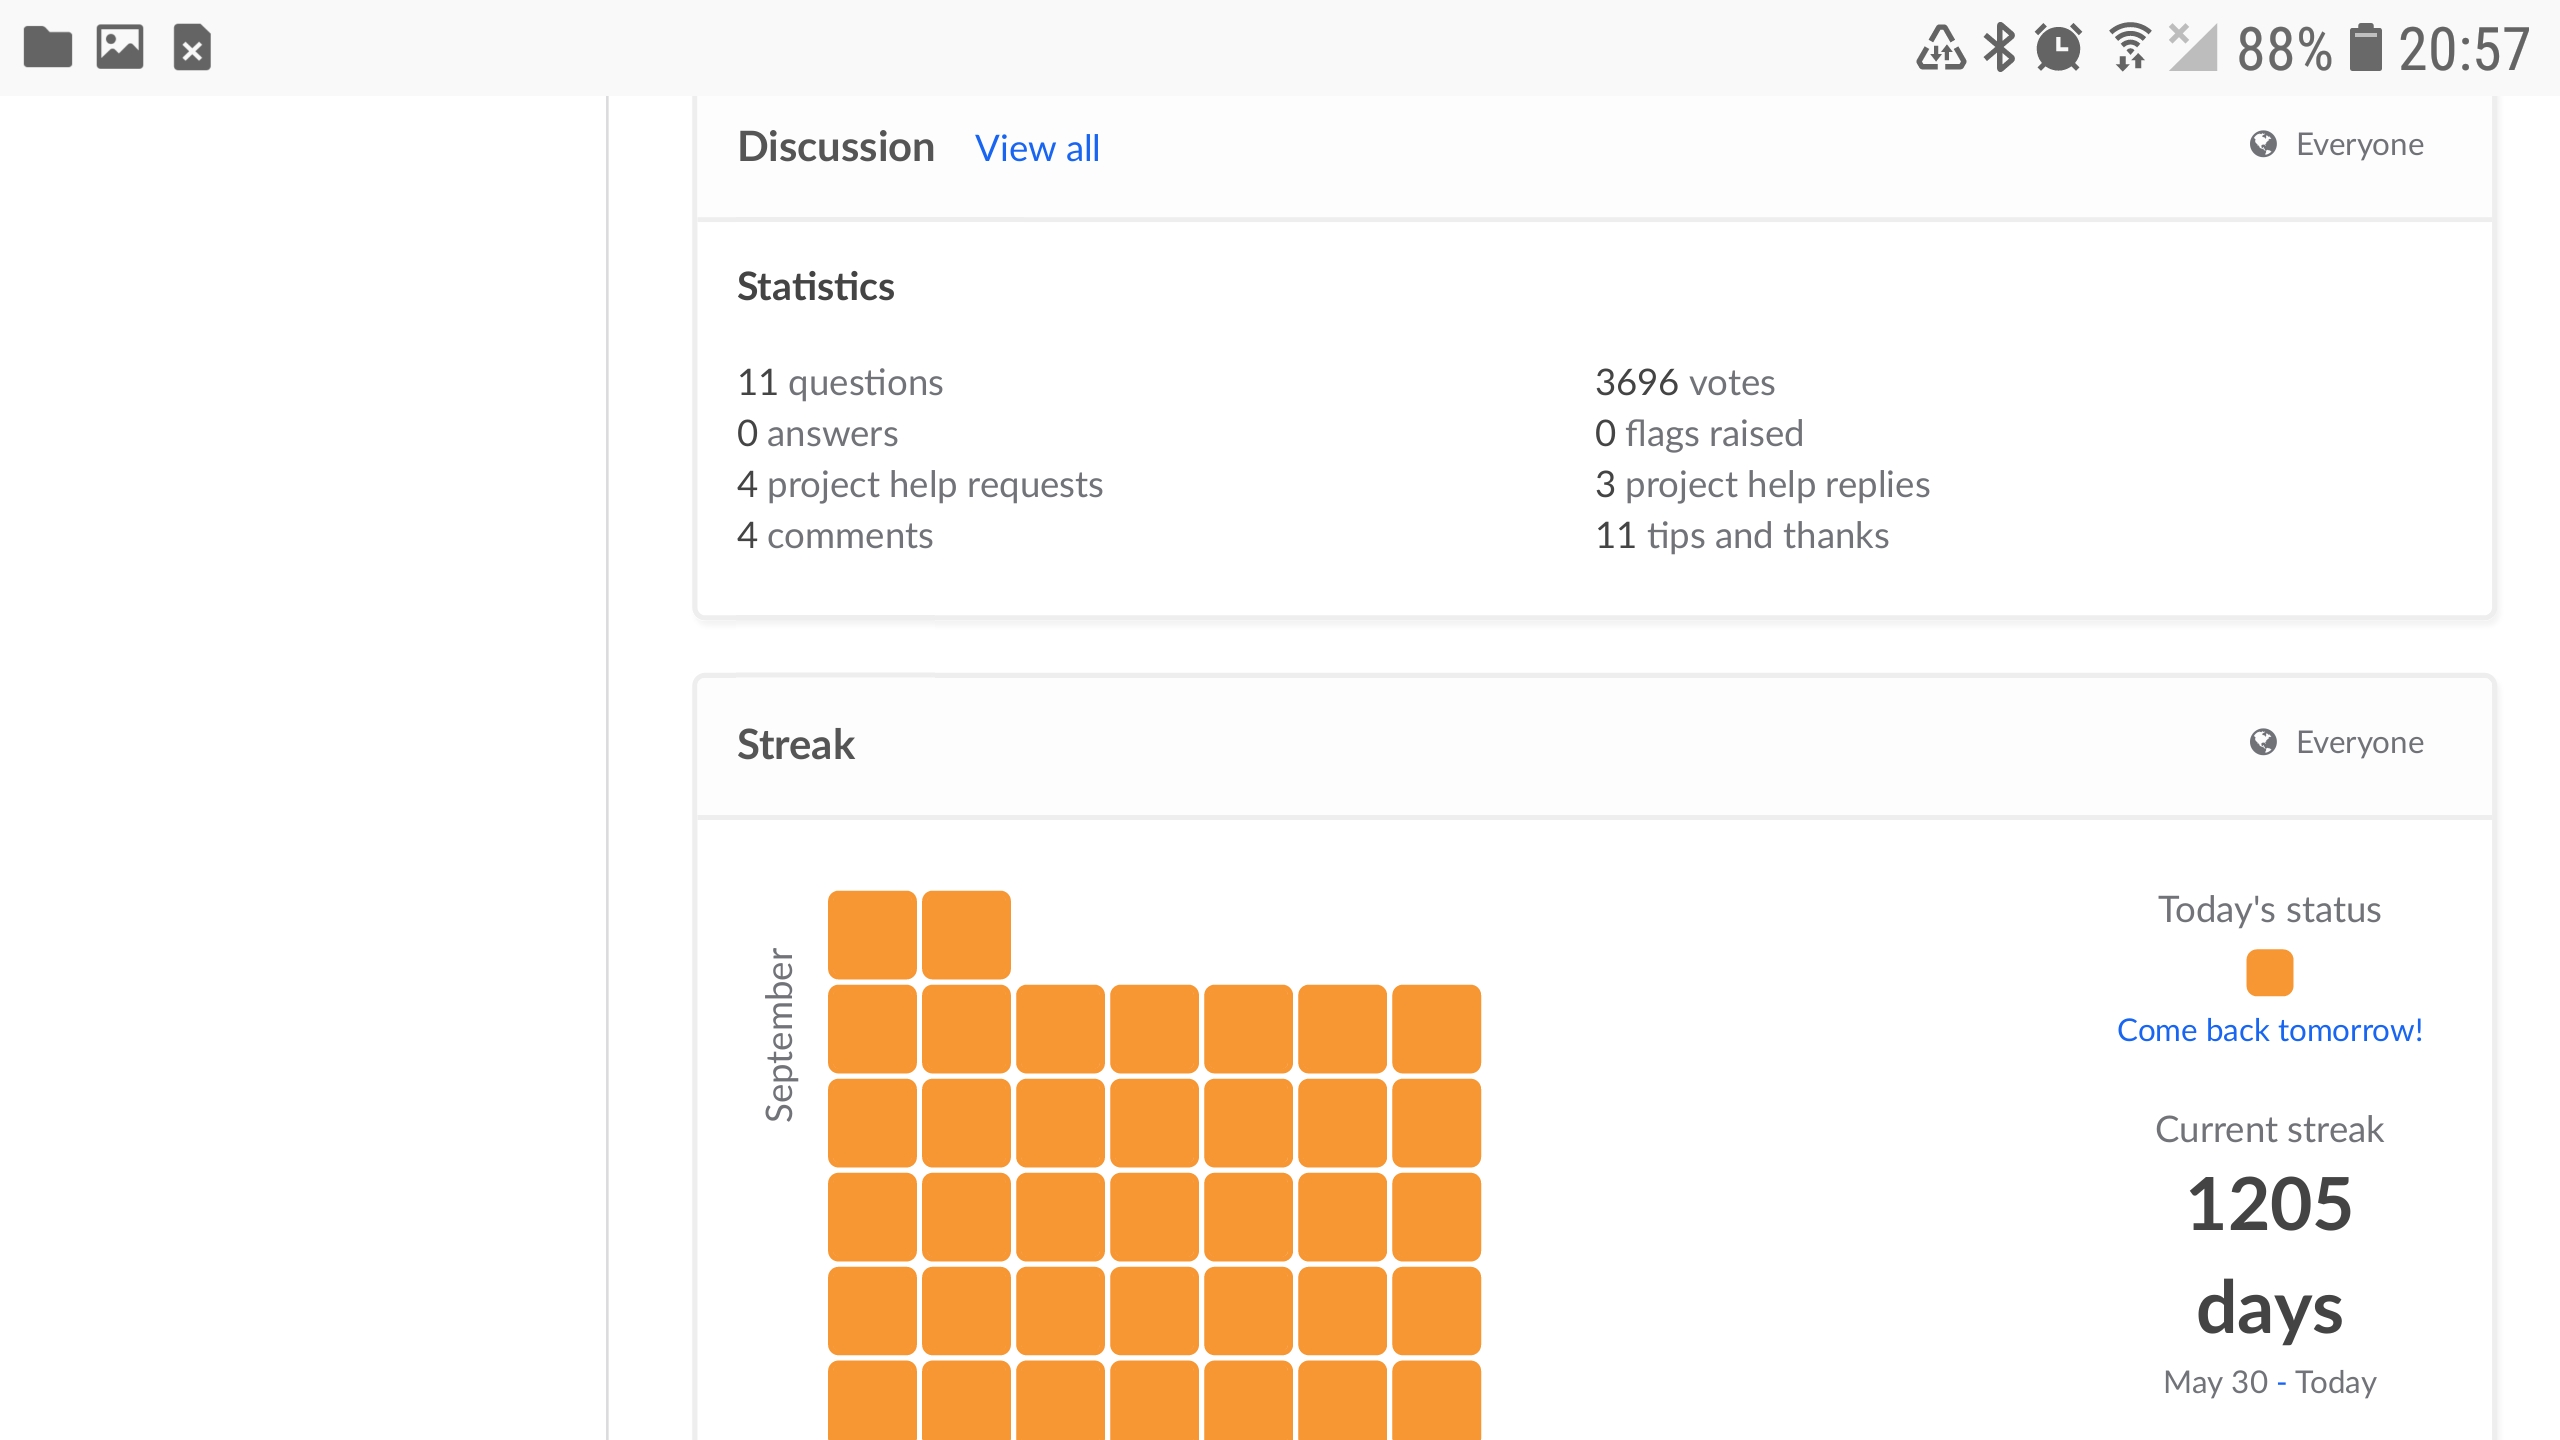 88% 20:57
Discussion View all Everyone
Statistics
11 questions
0 answers
4 project help requests
4 comments
3696 votes
0 flags raised
3 project help replies
11 tips and thanks
Streak Everyone
September
Today's status
Come back tomorrow!
Current streak
1205
days
May 30 - Today